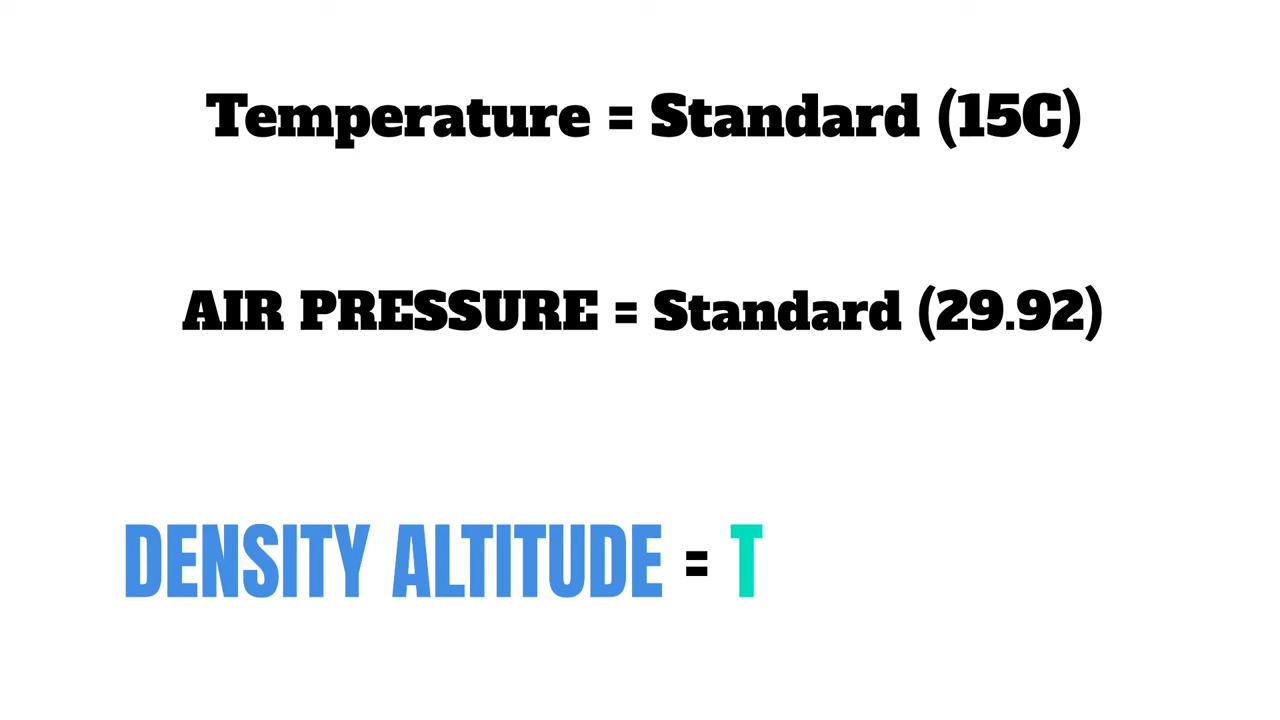 Temperature = Standard (15C)
AIR PRESSURE = Standard (29.92)
DENSITY ALTITUDE = T